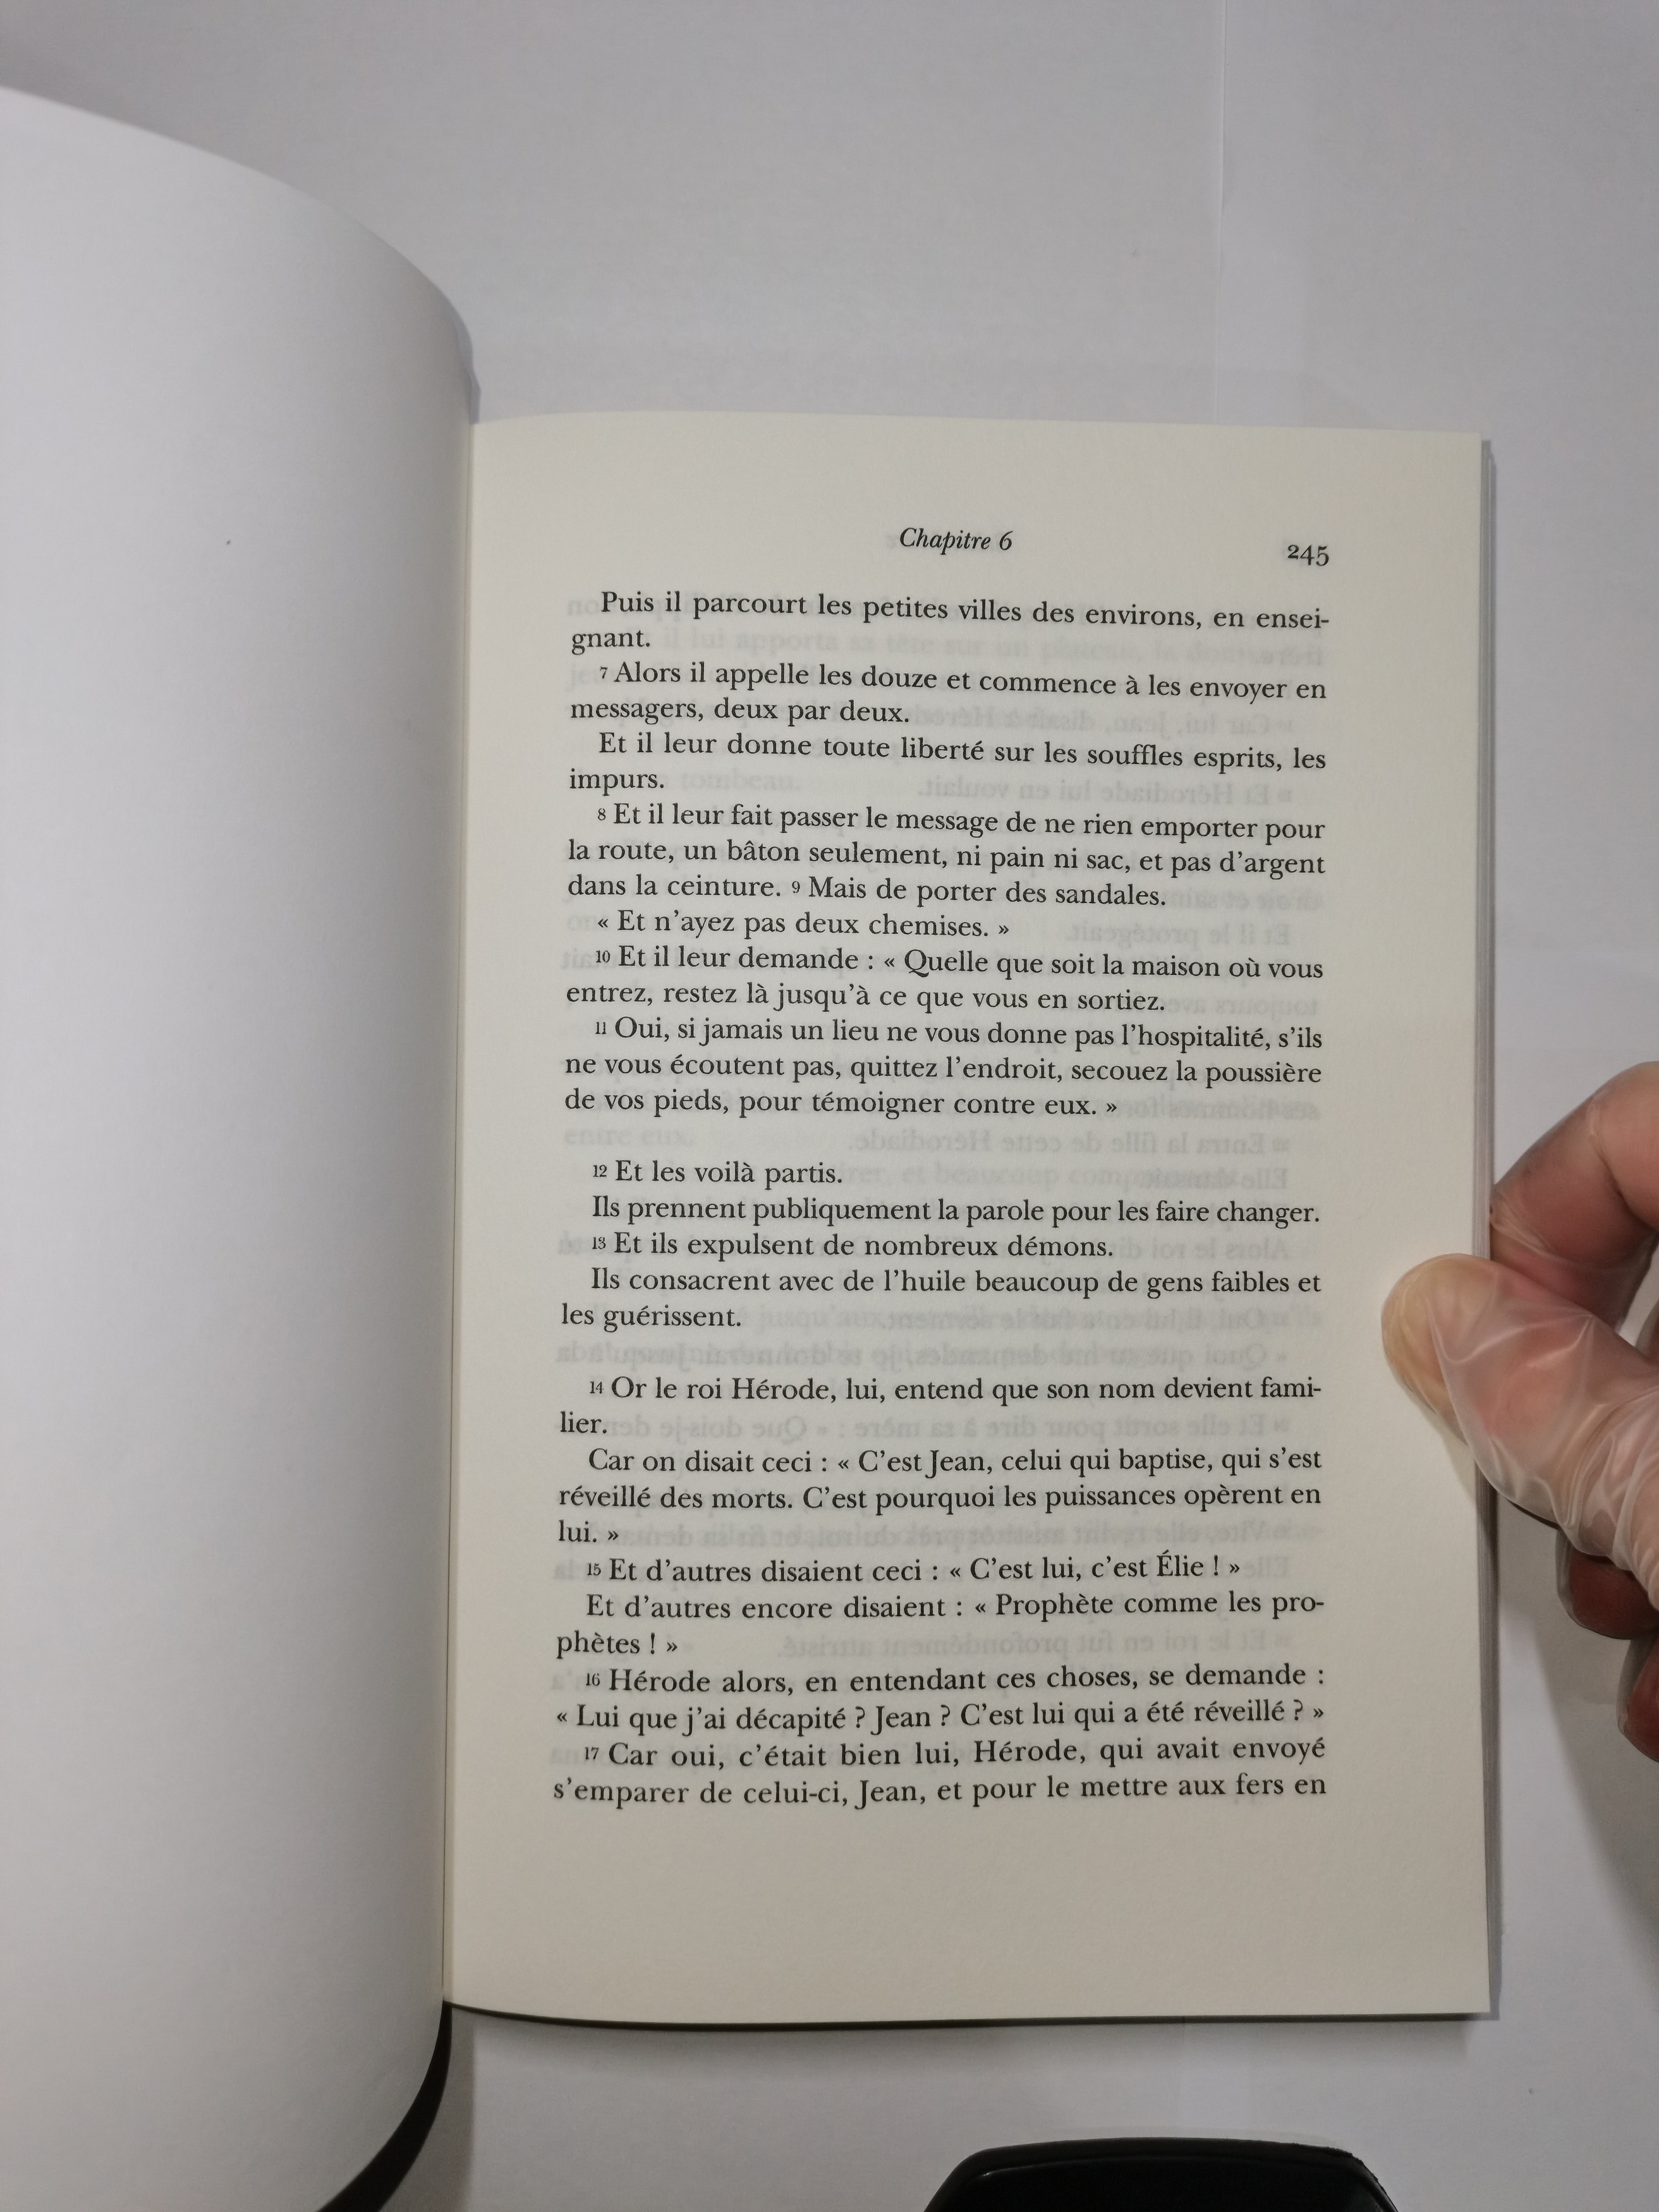 Chapitre 6
245
Puis il parcourt les petites villes des environs, en ensei-
gnant.
7 Alors il appelle les douze et commence à les envoyer en
messagers, deux par deux.
Et il leur donne toute liberté sur les souffles esprits, les
impurs.
8 Et il leur fait passer le message de ne rien emporter pour
la route, un bâton seulement, ni pain ni sac, et pas d’argent
dans la ceinture. 9 Mais de porter des sandales.
« Et n’ayez pas deux chemises. »
10 Et il leur demande : « Quelle que soit la maison où vous
entrez, restez là jusqu’à ce que vous en sortiez.
11 Oui, si jamais un lieu ne vous donne pas l’hospitalité, s’ils
ne vous écoutent pas, quittez l’endroit, secouez la poussière
de vos pieds, pour témoigner contre eux. »
12 Et les voilà partis.
Ils prennent publiquement la parole pour les faire changer.
13 Et ils expulsent de nombreux démons.
Ils consacrent avec de l’huile beaucoup de gens faibles et
les guérissent.
14 Or le roi Hérode, lui, entend que son nom devient fami-
lier.
Car on disait ceci : « C’est Jean, celui qui baptise, qui s’est
réveillé des morts. C’est pourquoi les puissances opèrent en
lui. »
15 Et d’autres disaient ceci : « C’est lui, c’est Élie ! »
Et d’autres encore disaient : « Prophète comme les pro-
phètes ! »
16 Hérode alors, en entendant ces choses, se demande :
« Lui que j’ai décapité ? Jean ? C’est lui qui a été réveillé ? »
17 Car oui, c’était bien lui, Hérode, qui avait envoyé
s’emparer de celui-ci, Jean, et pour le mettre aux fers en